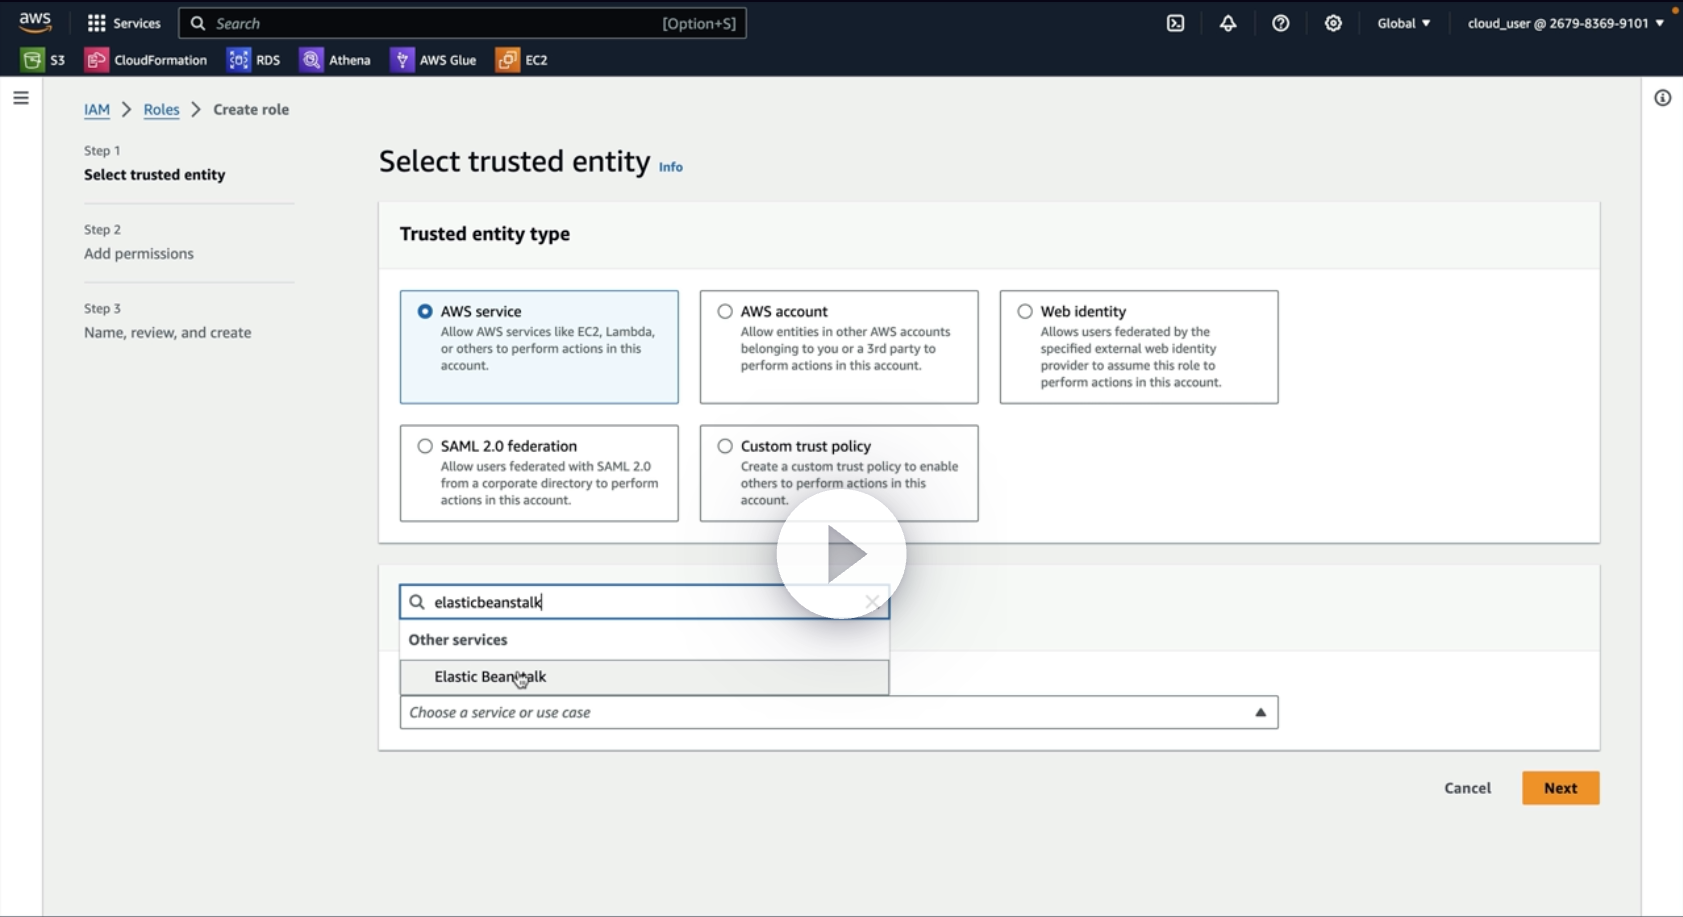 aws
Services
Search
[Option+S]
Global
cloud_user @ 2679-8369-9101
S3
CloudFormation
RDS
Athena
AWS Glue
EC2
IAM
Roles
Create role
Step 1
Select trusted entity
Step 2
Add permissions
Step 3
Name, review, and create
Select trusted entity Info
Trusted entity type
AWS service
Allow AWS services like EC2, Lambda,
or others to perform actions in this
account.
AWS account
Allow entities in other AWS accounts
belonging to you or a 3rd party to
perform actions in this account.
Web identity
Allows users federated by the
specified external web identity
provider to assume this role to
perform actions in this account.
SAML 2.0 federation
Allow users federated with SAML 2.0
from a corporate directory to perform
actions in this account.
Custom trust policy
Create a custom trust policy to enable
others to perform actions in this
account.
elasticbeanstalk
Other services
Elastic Beanstalk
Choose a service or use case
Cancel
Next